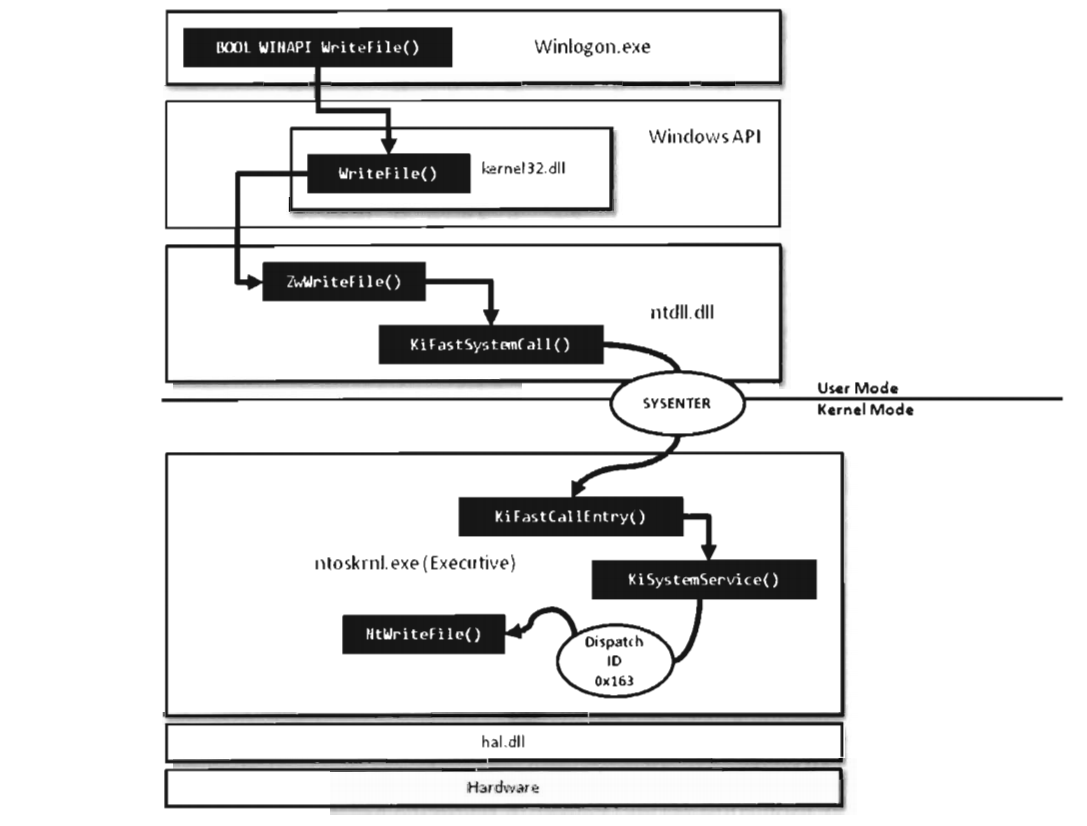 BOOL WINAPI WriteFile()
Winlogon.exe
Windows API
WriteFile()
kernel32.dll
ZwWriteFile()
ntdll.dll
KiFastSystemCall()
User Mode
SYSENTER
Kernel Mode
KiFastCallEntry()
ntoskrnl.exe (Executive)
KiSystemService()
NtWriteFile()
Dispatch
ID
0x163
hal.dll
Hardware